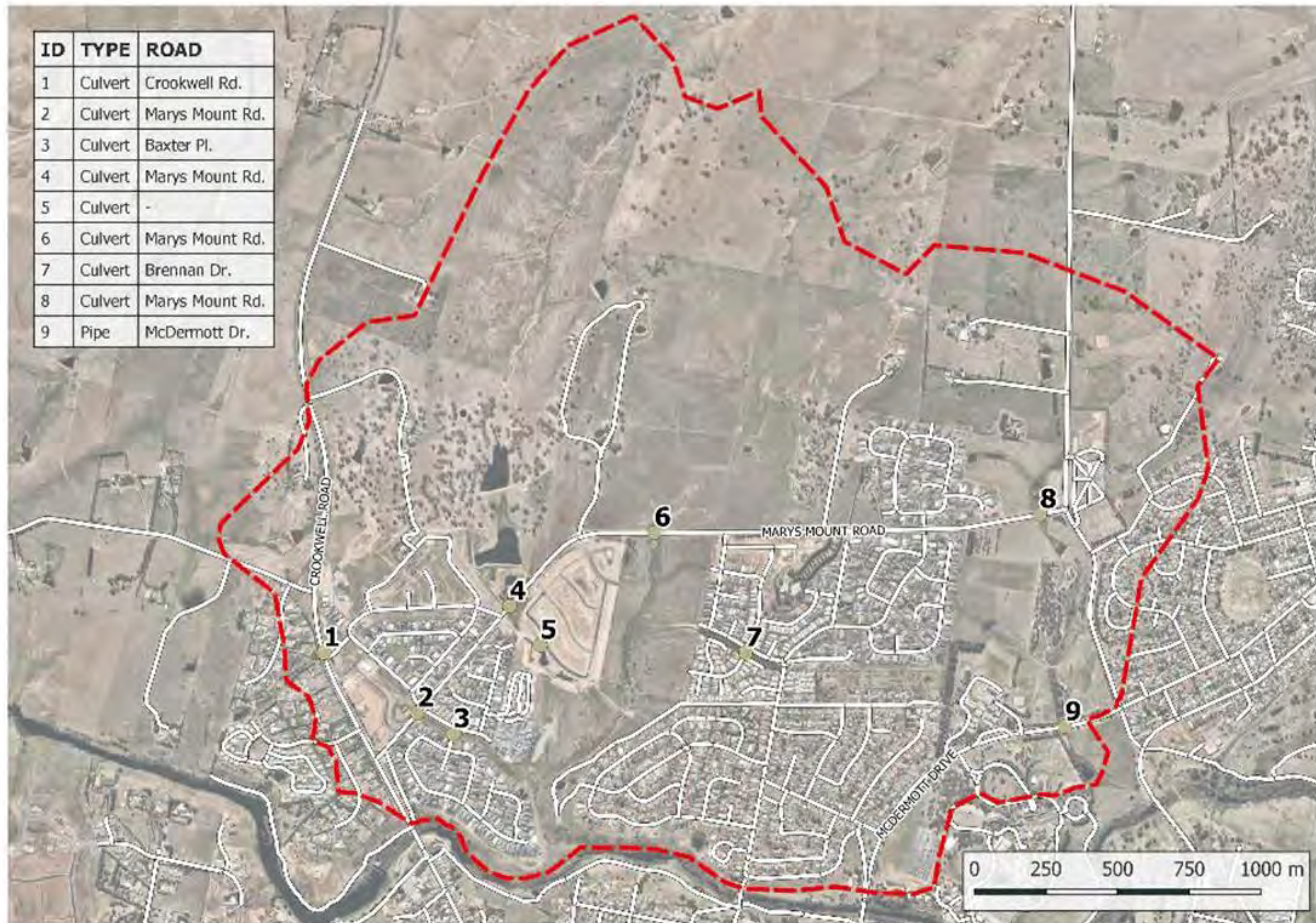 ID TYPE ROAD
1 Culvert Crookwell Rd.
2 Culvert Marys Mount Rd.
3 Culvert Baxter Pl.
4 Culvert Marys Mount Rd.
5 Culvert -
6 Culvert Marys Mount Rd.
7 Culvert Brennan Dr.
8 Culvert Marys Mount Rd.
9 Pipe McDermott Dr.
CROOKWELL ROAD
8
6
MARYS MOUNT ROAD
4
5
1
7
2
3
9
MCDERMOTT DRIVE
0 250 500 750 1000 m